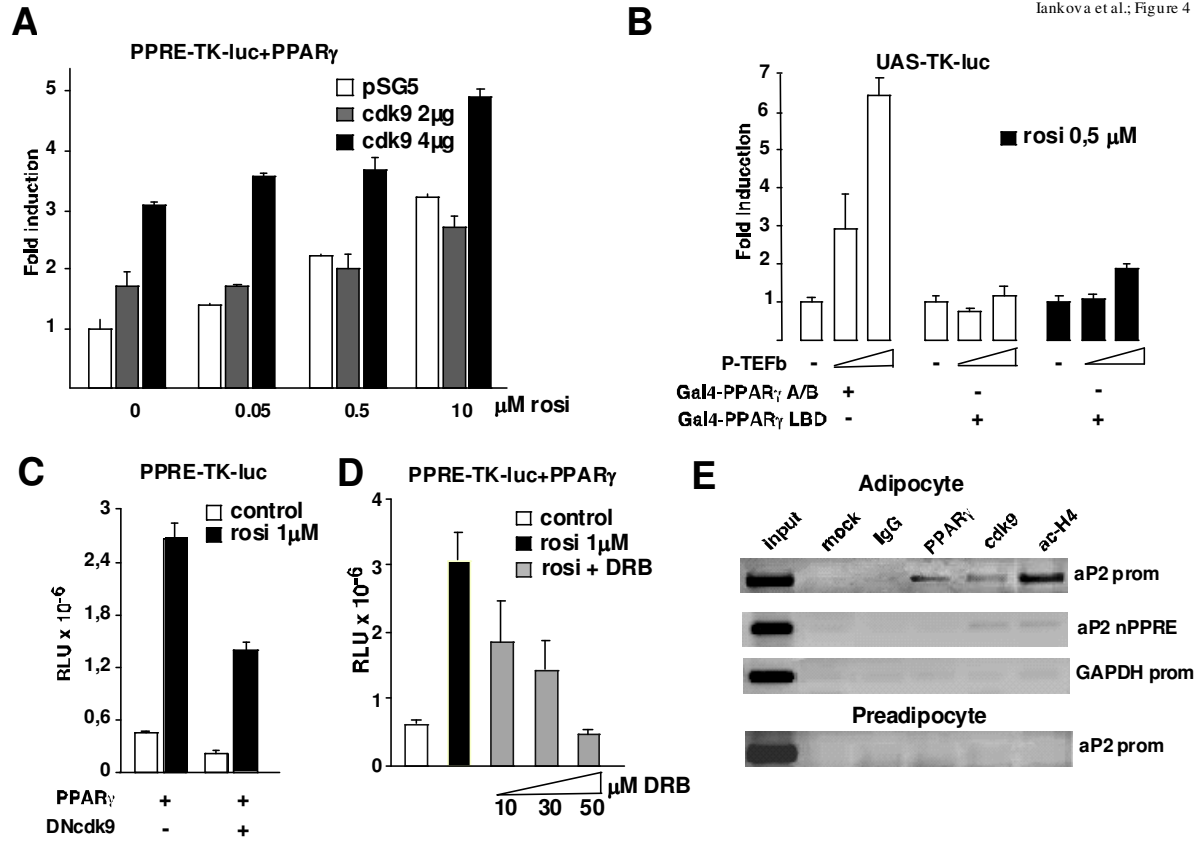 Iankova et al.; Figure 4
A
PPRE-TK-luc+PPARγ
pSG5
cdk9 2µg
cdk9 4µg
Fold induction
5
4
3
2
1
0
0.05
0.5
10
µM rosi
B
UAS-TK-luc
rosi 0,5 µM
Fold Inducction
7
6
5
4
3
2
1
P-TEFb - - -
Gal4-PPARγ A/B + - -
Gal4-PPARγ LBD - + +
C
PPRE-TK-luc
control
rosi 1µM
RLU x 10-6
3
2,4
1,8
1,2
0,6
0
PPARγ + +
DNcdk9 - +
D
PPRE-TK-luc+PPARγ
control
rosi 1µM
rosi + DRB
RLU x 10-6
4
3
2
1
0
10 30 50
µM DRB
E
Adipocyte
input mock IgG PPARγ cdk9 ac-H4
aP2 prom
aP2 nPPRE
GAPDH prom
Preadipocyte
aP2 prom